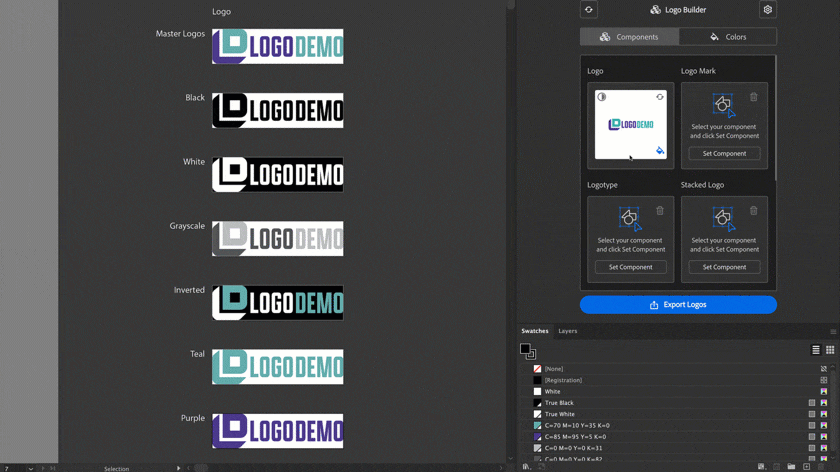 Logo
Master Logos
LOGODEMO
Black
LOGODEMO
White
LOGODEMO
Grayscale
LOGODEMO
Inverted
LOGODEMO
Teal
LOGODEMO
Purple
LOGODEMO
7
Selection
Logo Builder
Components
Colors
Logo
Logo Mark
LOGODEMO
Select your component
and click Set Component
Set Component
Logotype
Stacked Logo
Select your component
and click Set Component
Set Component
Select your component
and click Set Component
Set Component
Export Logos
Swatches
Layers
[None]
[Registration]
White
True Black
True White
C=70 M=10 Y=35 K=0
C=85 M=95 Y=5 K=0
C=0 M=0 Y=0 K=31
C=0 M=0 Y=0 K=82